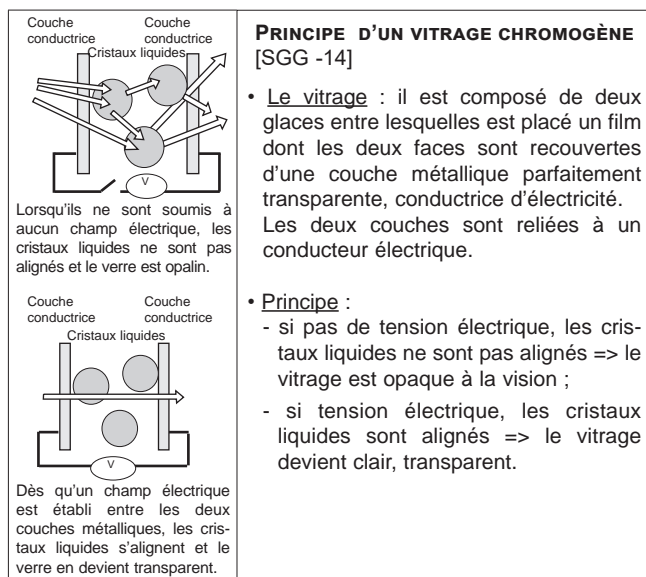 Couche conductrice
Couche conductrice
Cristaux liquides
V
Lorsqu'ils ne sont soumis à
aucun champ électrique, les
cristaux liquides ne sont pas
alignés et le verre est opalin.
Couche conductrice
Couche conductrice
Cristaux liquides
V
Dès qu'un champ électrique
est établi entre les deux
couches métalliques, les cris-
taux liquides s'alignent et le
verre en devient transparent.
PRINCIPE D'UN VITRAGE CHROMOGÈNE
[SGG -14]
• Le vitrage : il est composé de deux
glaces entre lesquelles est placé un film
dont les deux faces sont recouvertes
d'une couche métallique parfaitement
transparente, conductrice d'électricité.
Les deux couches sont reliées à un
conducteur électrique.
• Principe :
- si pas de tension électrique, les cris-
taux liquides ne sont pas alignés => le
vitrage est opaque à la vision ;
- si tension électrique, les cristaux
liquides sont alignés => le vitrage
devient clair, transparent.